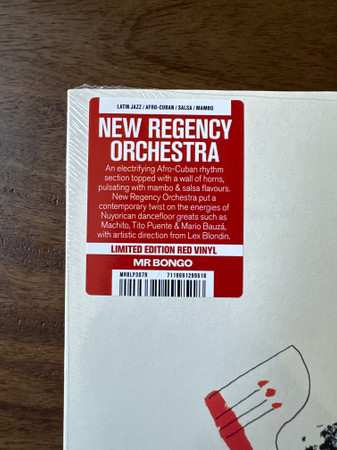 LATIN JAZZ / AFRO-CUBAN / SALSA / MAMBO
NEW REGENCY
ORCHESTRA
An electrifying Afro-Cuban rhythm
section topped with a wall of horns,
pulsating with mambo & salsa flavours.
New Regency Orchestra put a
contemporary twist on the energies of
Nuyorican dancefloor greats such as
Machito, Tito Puente & Mario Bauzá,
with artistic direction from Lex Blondin.
LIMITED EDITION RED VINYL
MR BONGO